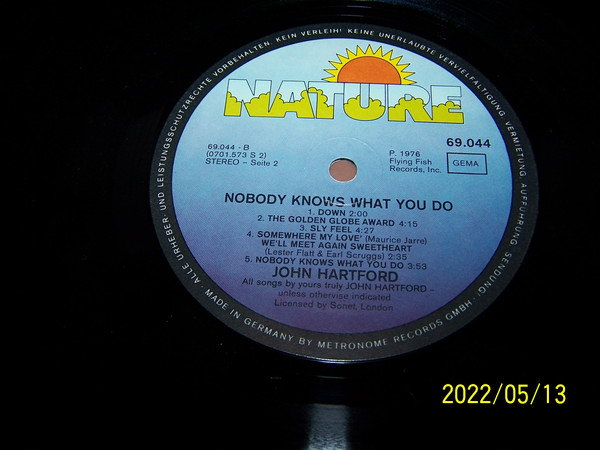 ALLE URHEBER- UND LEISTUNGSSCHUTZRECHTE VORBEHALTEN. KEIN VERLEIH! KEINE UNERLAUBTE VERVIELFÄLTIGUNG, VERMIETUNG, AUFFÜHRUNG, SENDUNG!
NATURE
69.044 - B
(0701.573 S 2)
STEREO – Seite 2
P. 1976
Flying Fish
Records, Inc.
69.044
GEMA
NOBODY KNOWS WHAT YOU DO
1. DOWN 2:00
2. THE GOLDEN GLOBE AWARD 4:15
3. SLY FEEL 4:27
4. SOMEWHERE MY LOVE' (Maurice Jarre)
WE'LL MEET AGAIN SWEETHEART
(Lester Flatt & Earl Scruggs) 2:35
5. NOBODY KNOWS WHAT YOU DO 3:53
JOHN HARTFORD
All songs by yours truly JOHN HARTFORD –
unless othervise indicated
Licensed by Sonet, London
· MADE IN GERMANY BY METRONOME RECORDS GMBH ·
2022/05/13